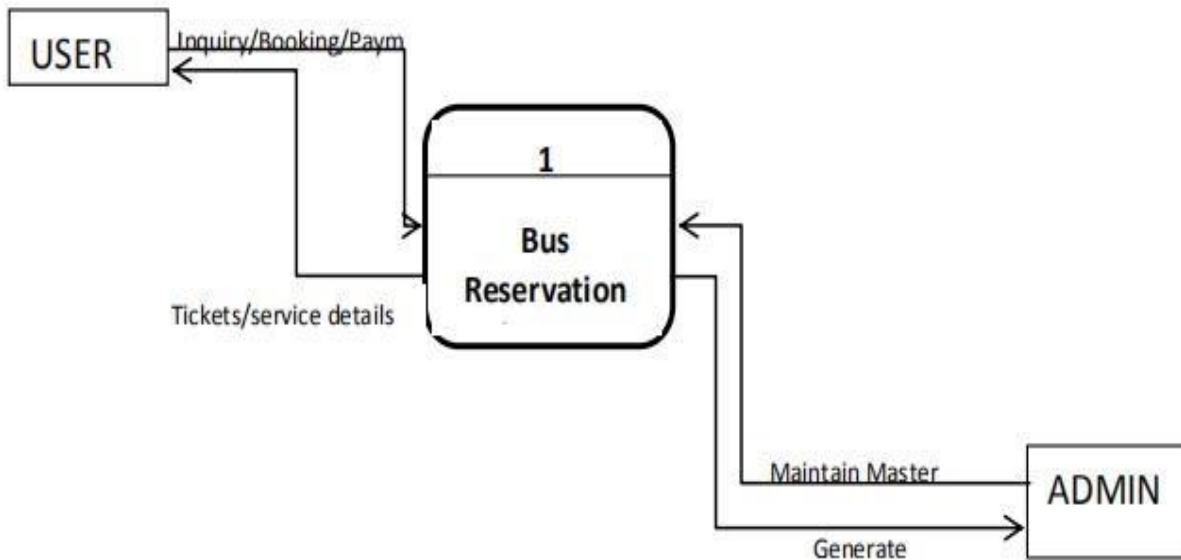 USER
Inquiry/Booking/Paym
1
Bus
Reservation
Tickets/service details
Maintain Master
ADMIN
Generate